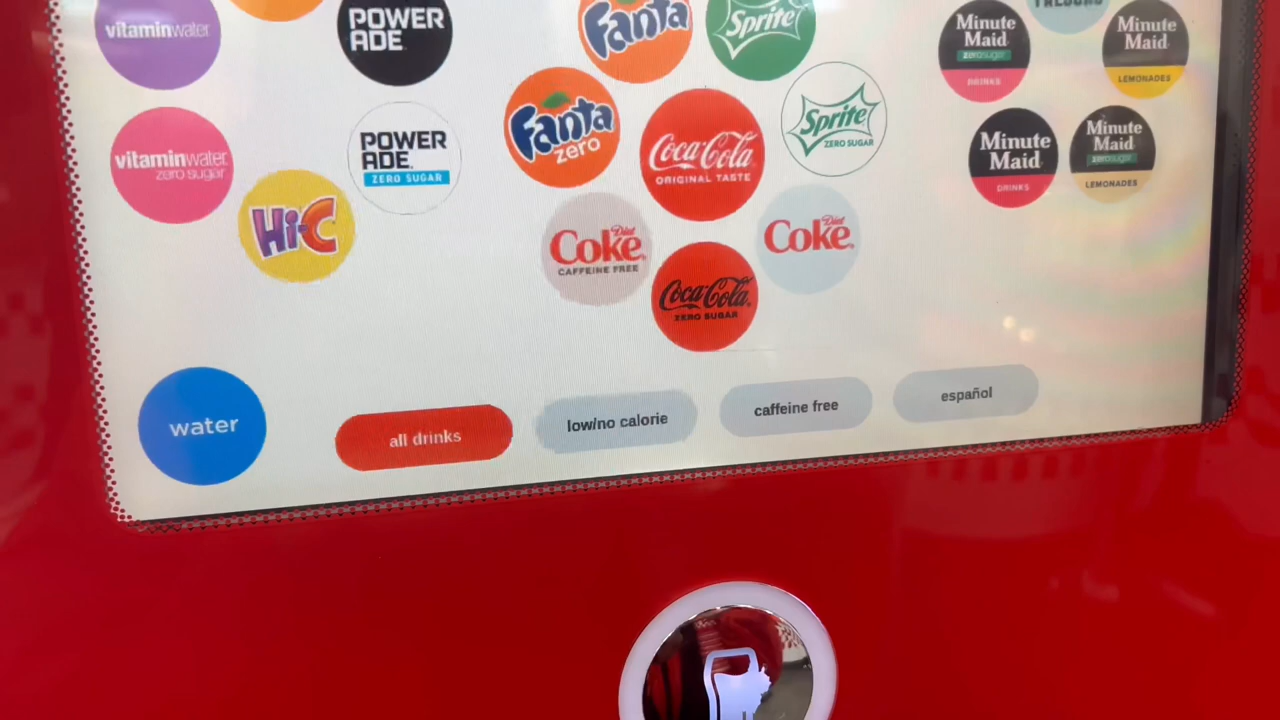 vitaminwater
POWER
ADE
Fanta
Sprite
Minute
Maid
zerosugar
DRINKS
Minute
Maid
LEMONADES
vitaminwater
zero sugar
POWER
ADE
ZERO SUGAR
Fanta
zero
Coca-Cola
ORIGINAL TASTE
Sprite
ZERO SUGAR
Minute
Maid
DRINKS
Minute
Maid
zerosugar
LEMONADES
Hi-C
Diet
Coke
CAFFEINE FREE
Diet
Coke
Coca-Cola
ZERO SUGAR
water
all drinks
low/no calorie
caffeine free
español